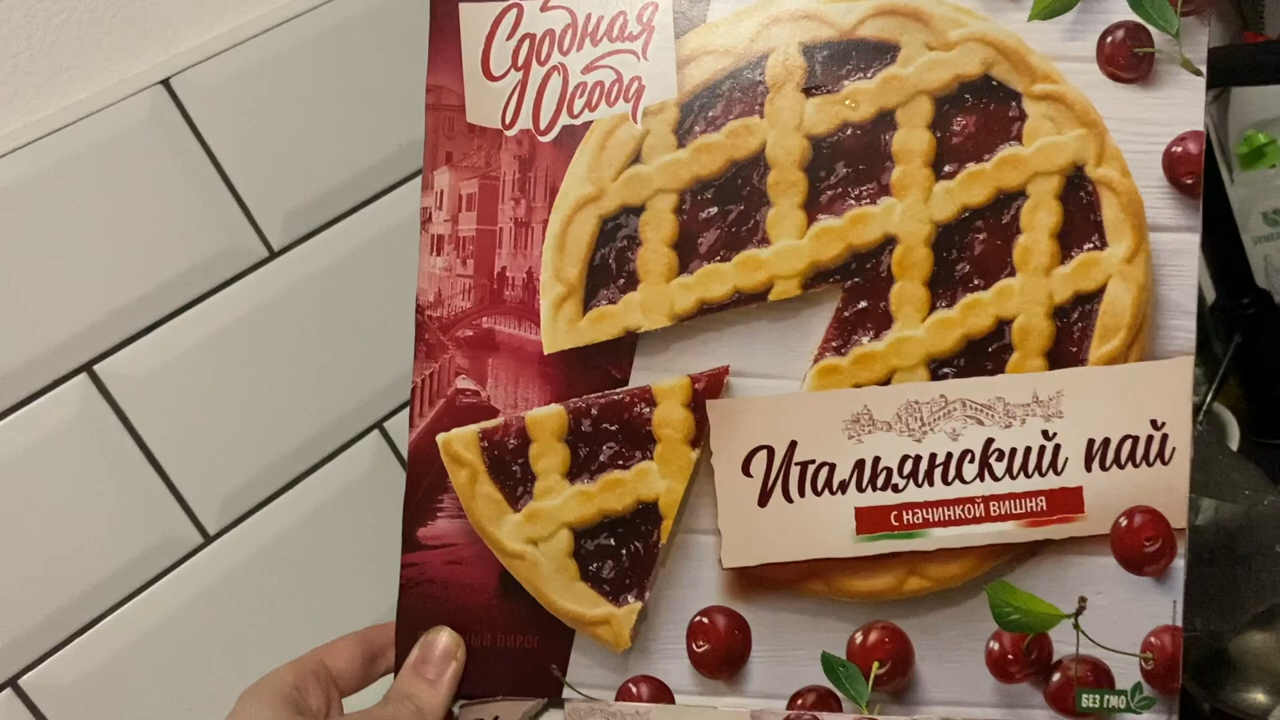 Сдобная
Особа
Итальянский пай
с начинкой вишня
ПИРОГ
БЕЗ ГМО